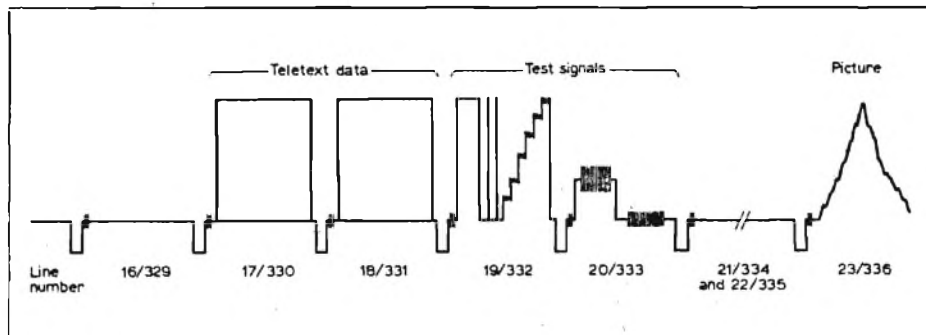 Teletext data
Test signals
Picture
Line
number
16/329
17/330
18/331
19/332
20/333
21/334
and 22/335
23/336